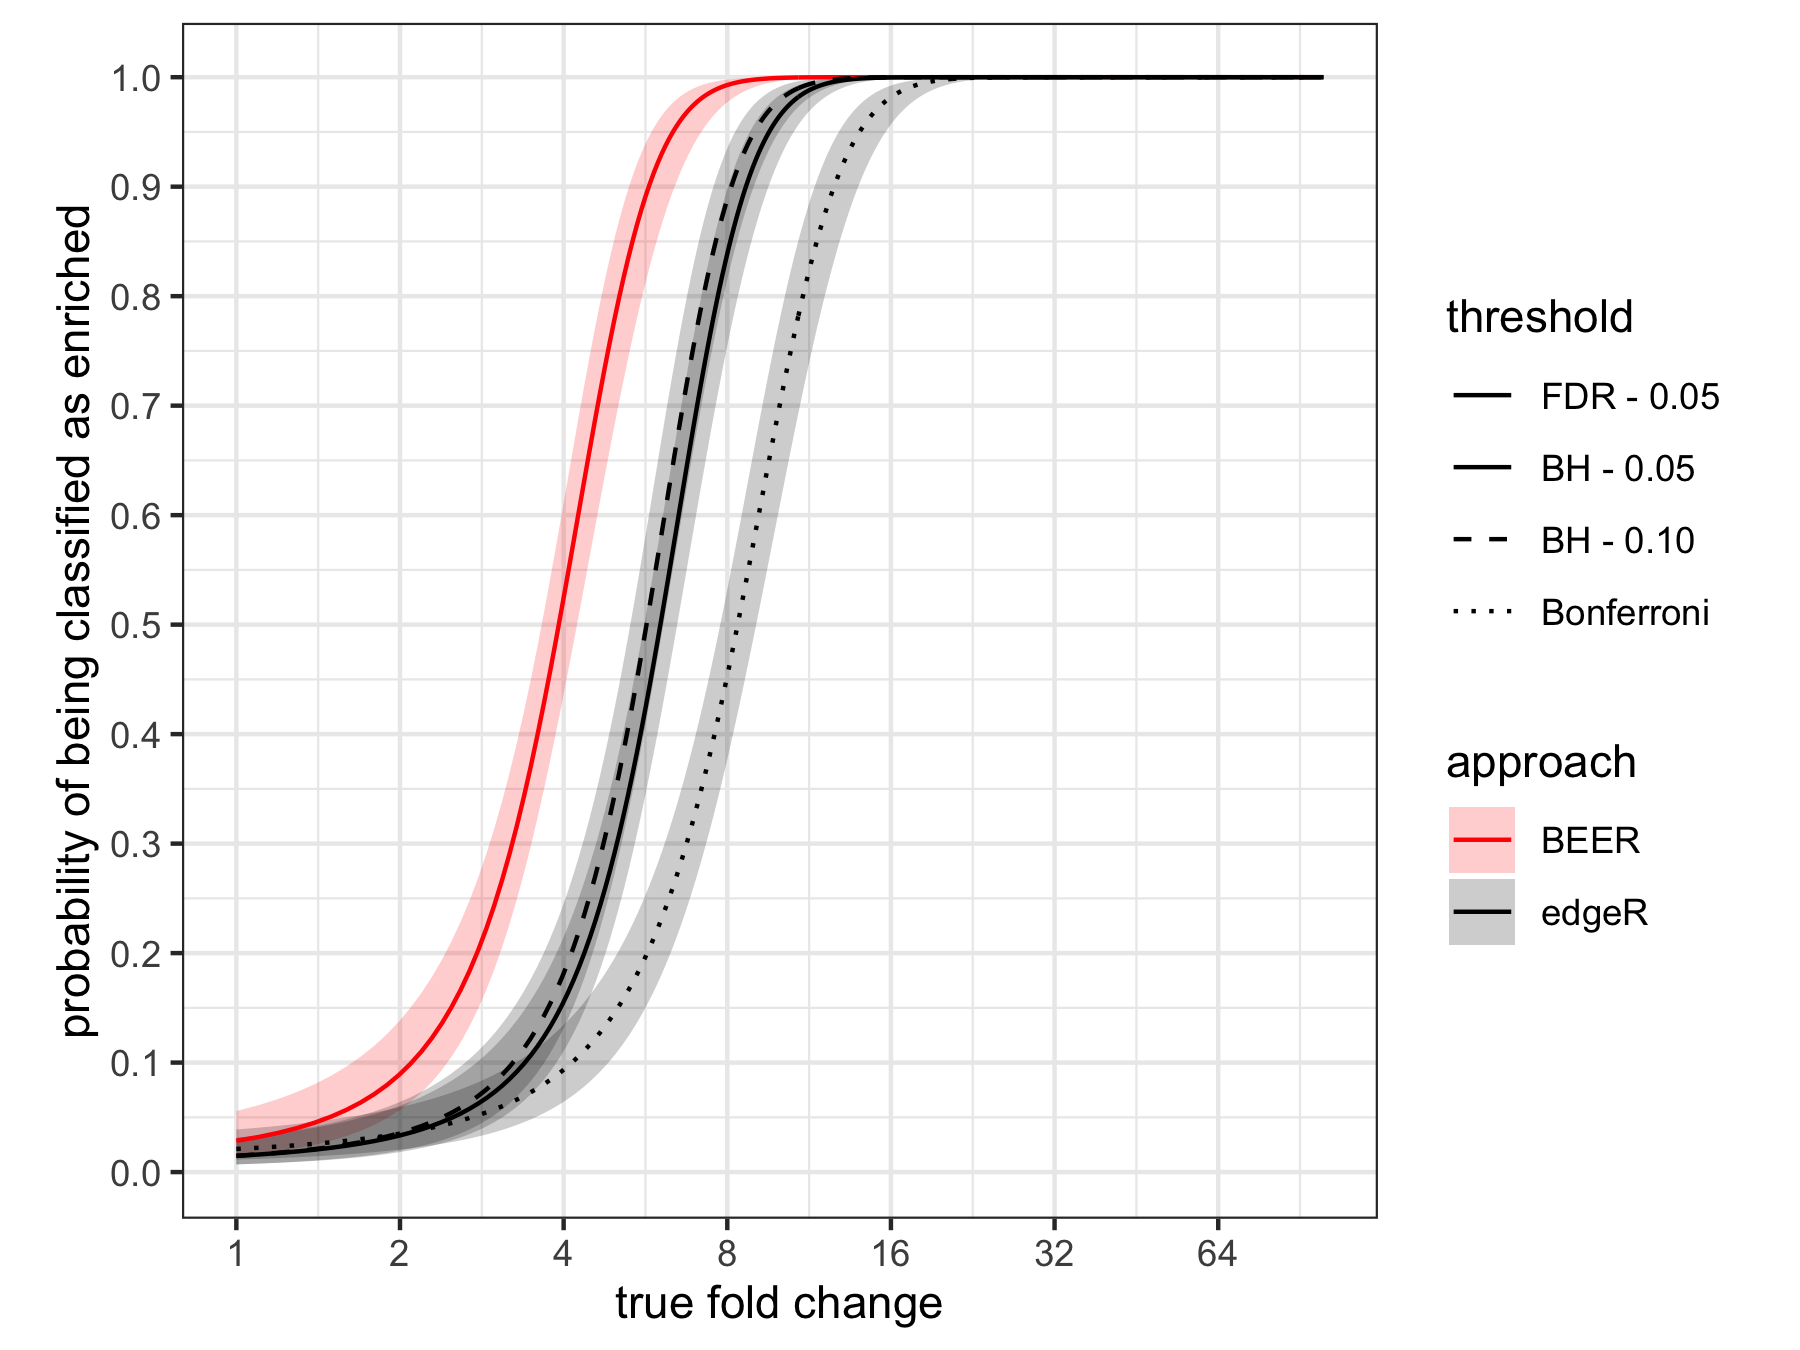 probability of being classified as enriched
1.0
0.9
0.8
0.7
0.6
0.5
0.4
0.3
0.2
0.1
0.0
1 2 4 8 16 32 64
true fold change
threshold
FDR - 0.05
BH - 0.05
BH - 0.10
Bonferroni
approach
BEER
edgeR